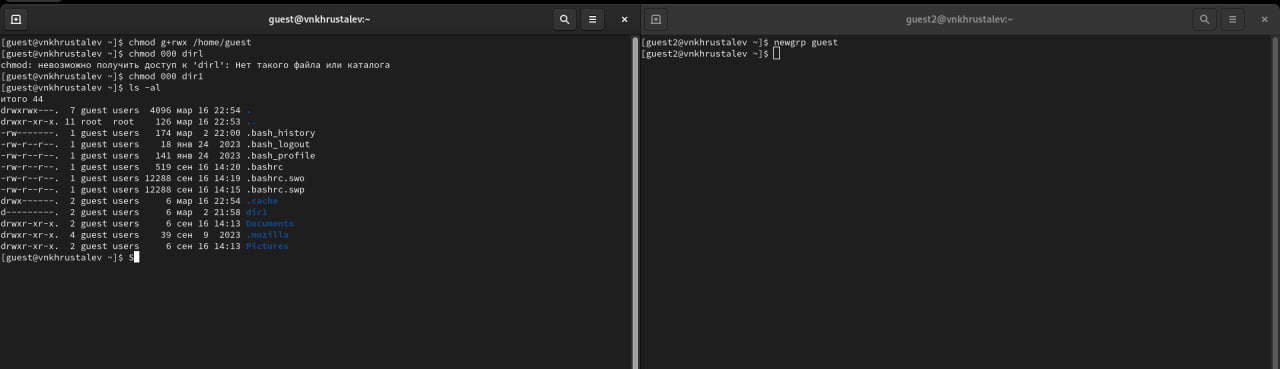 guest@vnkhrustalev:~
[guest@vnkhrustalev ~]$ chmod g+rwx /home/guest
[guest@vnkhrustalev ~]$ chmod 000 dirl
chmod: невозможно получить доступ к 'dirl': Нет такого файла или каталога
[guest@vnkhrustalev ~]$ chmod 000 dir1
[guest@vnkhrustalev ~]$ ls -al
итого 44
drwxrwx---.  7 guest users  4096 мар 16 22:54 .
drwxr-xr-x. 11 root  root    126 мар 16 22:53 ..
-rw-------.  1 guest users   174 мар  2 22:00 .bash_history
-rw-r--r--.  1 guest users    18 янв 24  2023 .bash_logout
-rw-r--r--.  1 guest users   141 янв 24  2023 .bash_profile
-rw-r--r--.  1 guest users   519 сен 16 14:20 .bashrc
-rw-r--r--.  1 guest users 12288 сен 16 14:19 .bashrc.swo
-rw-r--r--.  1 guest users 12288 сен 16 14:15 .bashrc.swp
drwx------.  2 guest users     6 мар 16 22:54 .cache
d---------.  2 guest users     6 мар  2 21:58 dir1
drwxr-xr-x.  2 guest users     6 сен 16 14:13 Documents
drwxr-xr-x.  4 guest users    39 сен  9  2023 .mozilla
drwxr-xr-x.  2 guest users     6 сен 16 14:13 Pictures
[guest@vnkhrustalev ~]$ S
guest2@vnkhrustalev:~
[guest2@vnkhrustalev ~]$ newgrp guest
[guest2@vnkhrustalev ~]$